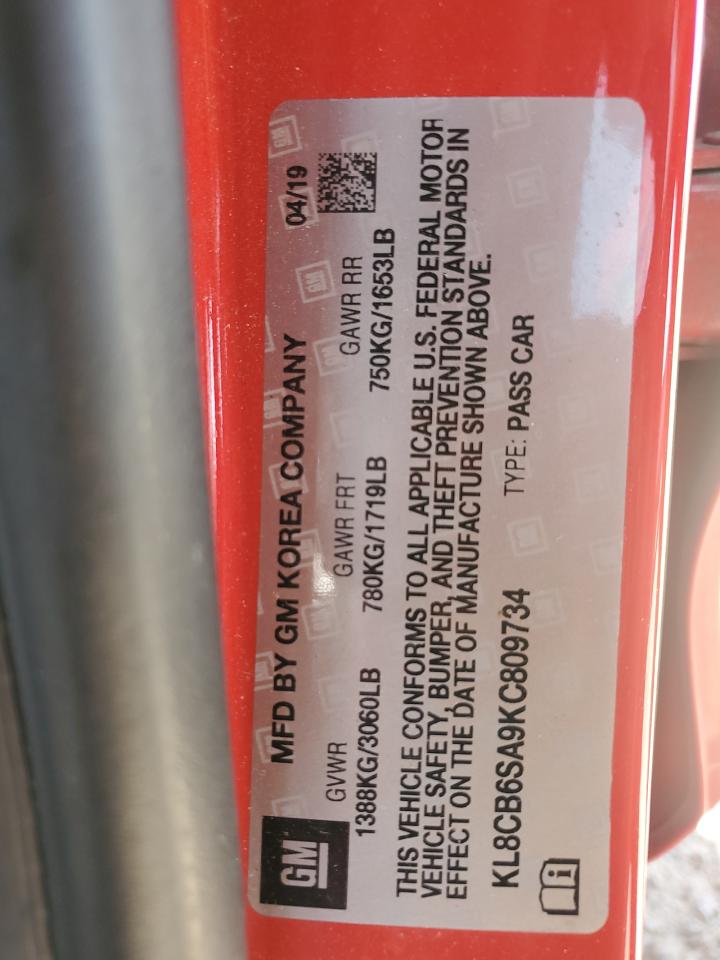 MFD BY GM KOREA COMPANY 04/19
GM
GVWR GAWR FRT GAWR RR
1388KG/3060LB 780KG/1719LB 750KG/1653LB
THIS VEHICLE CONFORMS TO ALL APPLICABLE U.S. FEDERAL MOTOR
VEHICLE SAFETY, BUMPER, AND THEFT PREVENTION STANDARDS IN
EFFECT ON THE DATE OF MANUFACTURE SHOWN ABOVE.
KL8CB6SA9KC809734 TYPE: PASS CAR